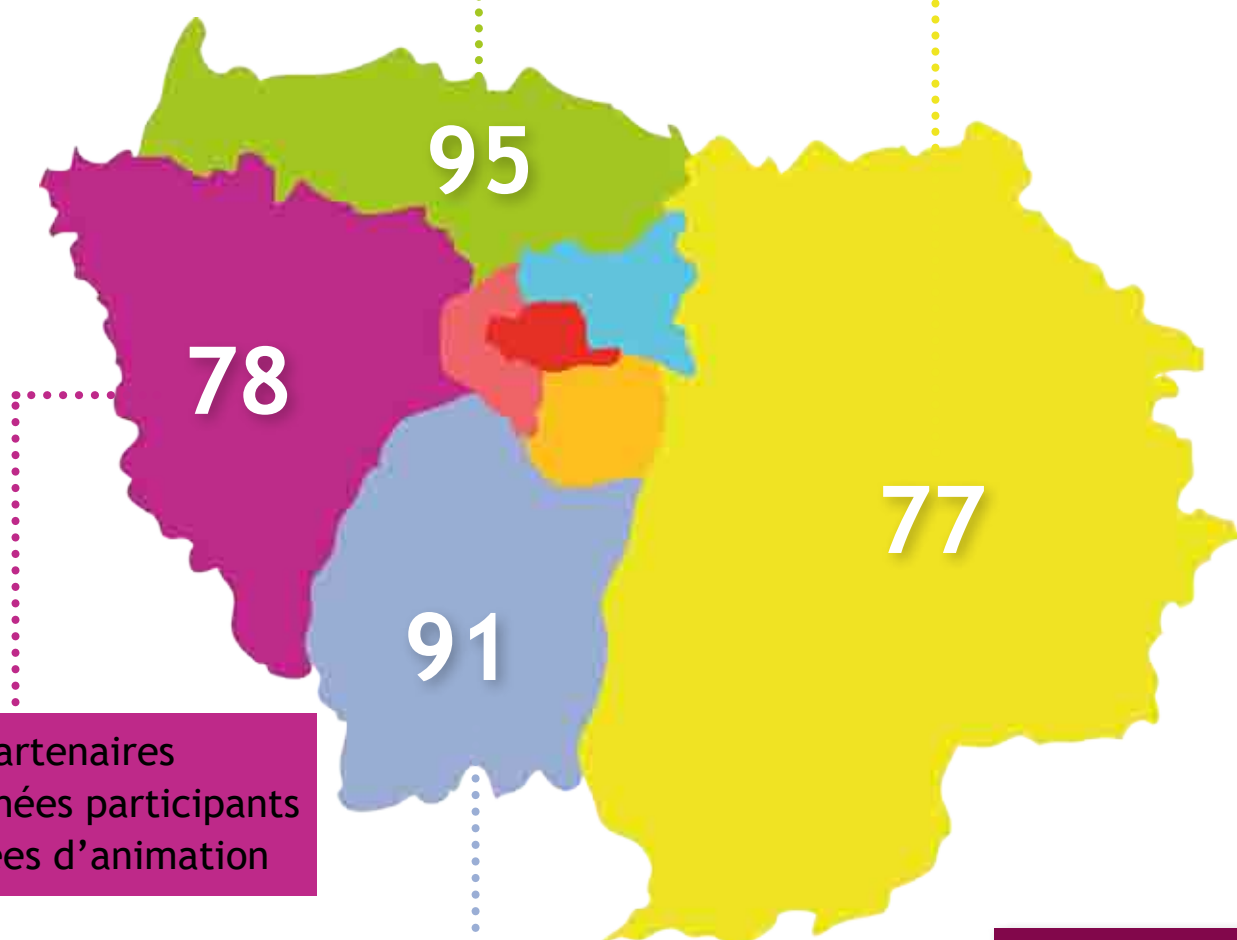 95
78
77
91
artenaires
nées participants
es d'animation